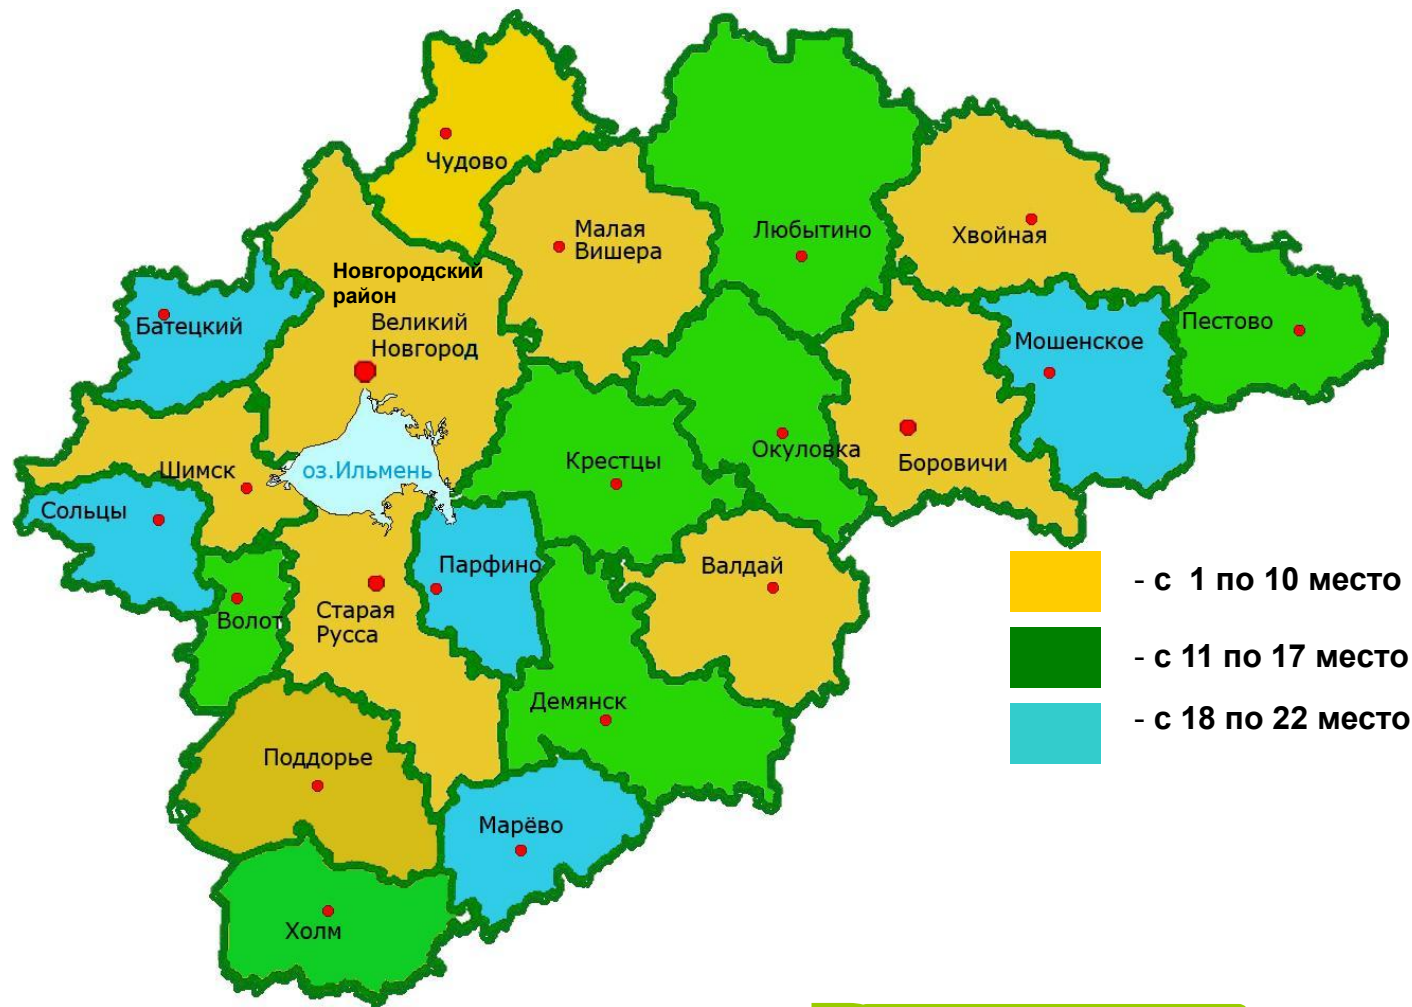 Чудово
Малая
Вишера
Любытино
Хвойная
Новгородский
район
Великий
Новгород
Батецкий
Пестово
Мошенское
Шимск
оз.Ильмень
Крестцы
Окуловка
Боровичи
Сольцы
Парфино
Валдай
Волот
Старая
Русса
Демянск
Поддорье
Марёво
Холм
- с 1 по 10 место
- с 11 по 17 место
- с 18 по 22 место